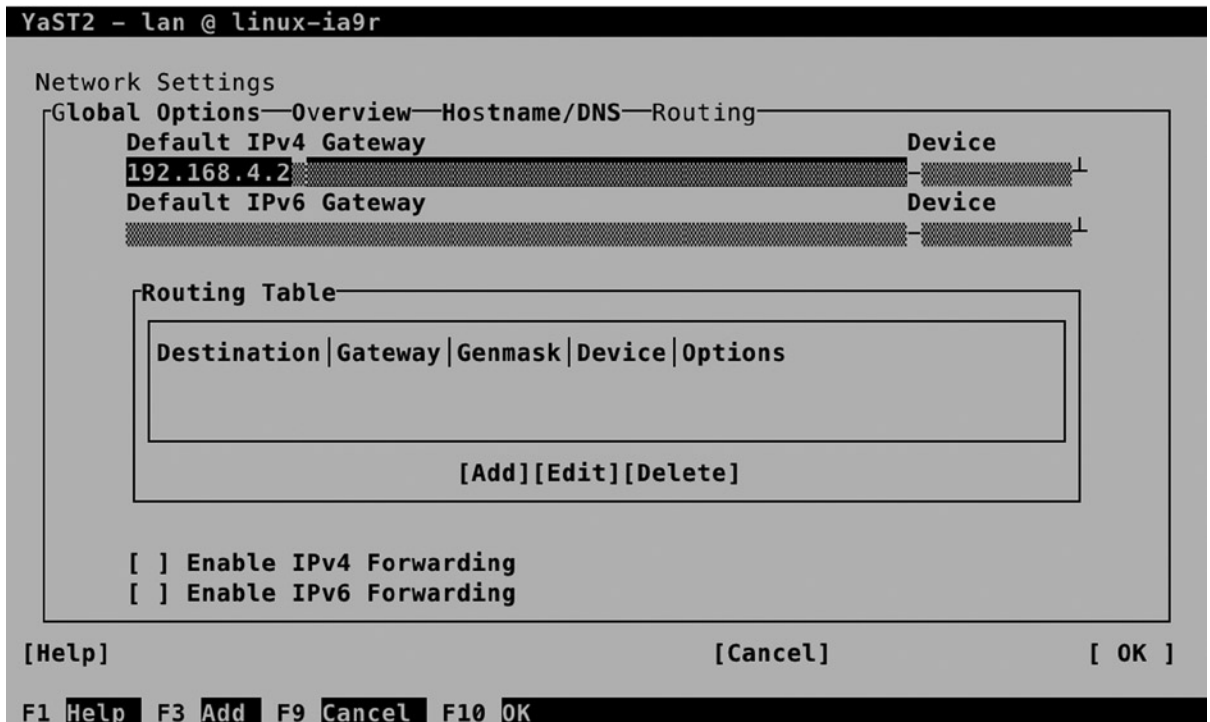 YaST2 - lan @ linux-ia9r
Network Settings
Global Options Overview Hostname/DNS Routing
Default IPv4 Gateway Device
192.168.4.2
Default IPv6 Gateway Device
Routing Table
Destination|Gateway|Genmask|Device|Options
[Add][Edit][Delete]
[ ] Enable IPv4 Forwarding
[ ] Enable IPv6 Forwarding
[Help] [Cancel] [ OK ]
F1 Help F3 Add F9 Cancel F10 OK